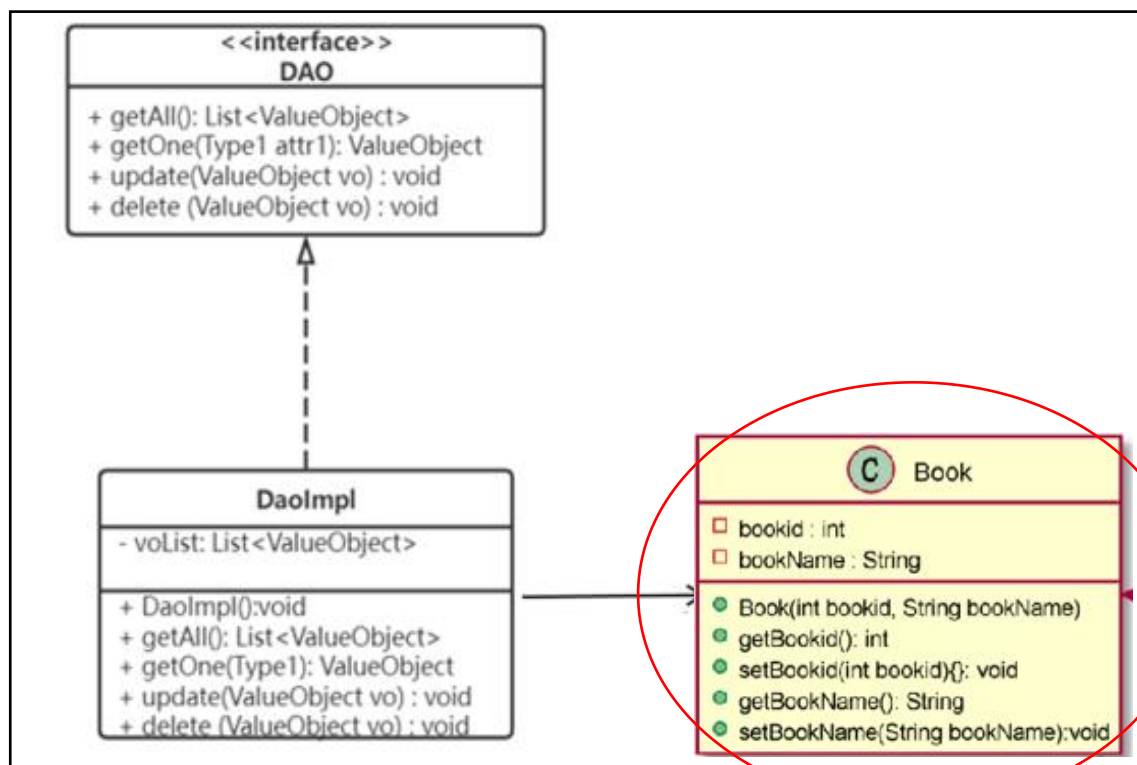 <<interface>>
DAO
+ getAll(): List<ValueObject>
+ getOne(Type1 attr1): ValueObject
+ update(ValueObject vo) : void
+ delete (ValueObject vo) : void
DaoImpl
- voList: List<ValueObject>
+ DaoImpl():void
+ getAll(): List<ValueObject>
+ getOne(Type1): ValueObject
+ update(ValueObject vo) : void
+ delete (ValueObject vo) : void
C Book
bookid : int
bookName : String
Book(int bookid, String bookName)
getBookid(): int
setBookid(int bookid){}: void
getBookName(): String
setBookName(String bookName):void